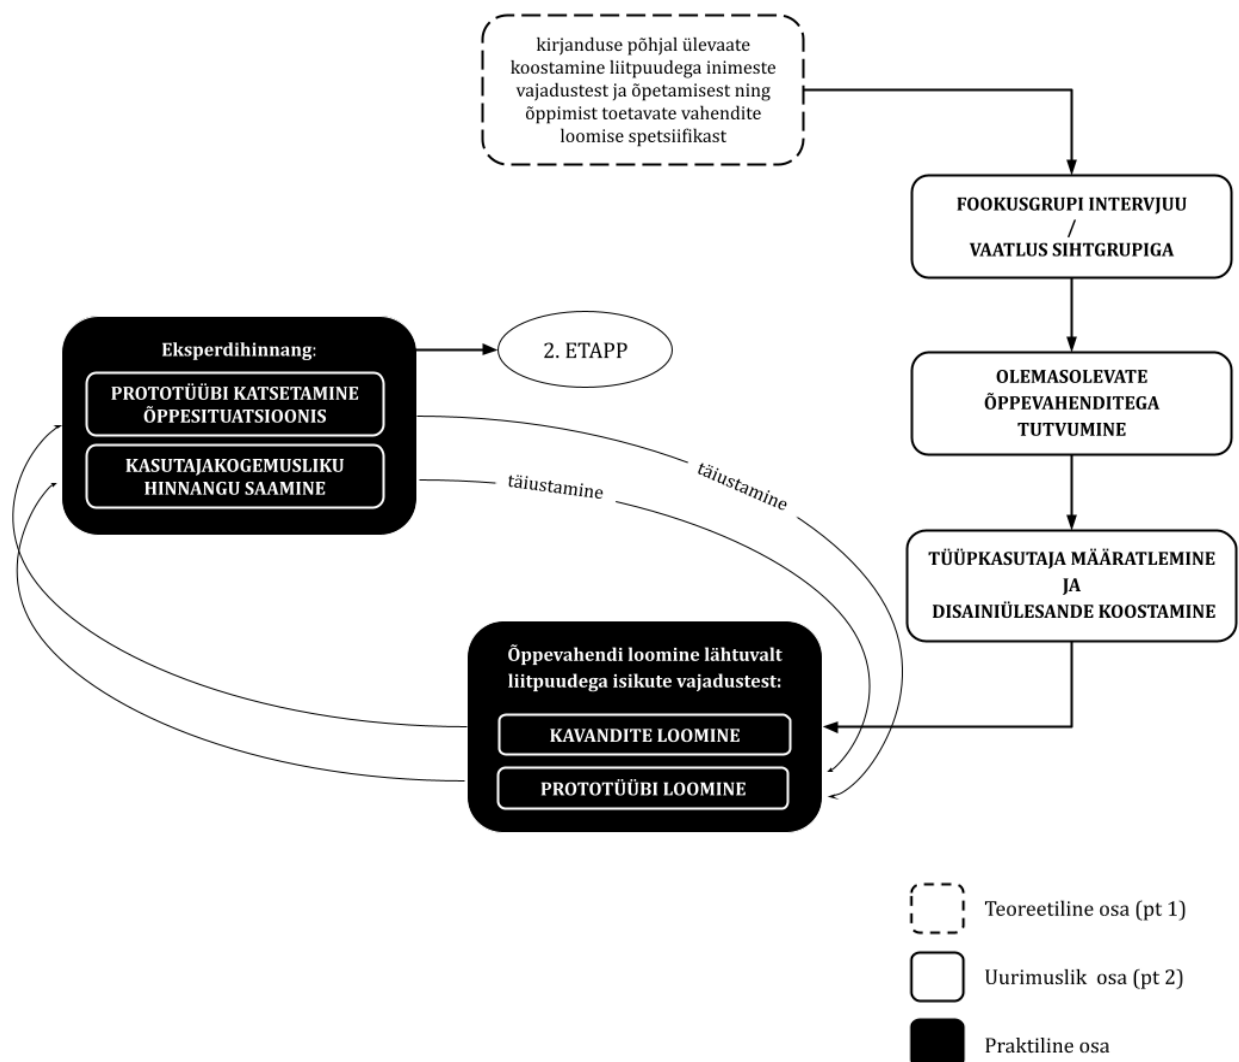 kirjanduse põhjal ülevaate
koostamine liitpuudega inimeste
vajadustest ja õpetamisest ning
õppimist toetavate vahendite
loomise spetsiifikast
FOOKUSGRUPI INTERVJUU
/
VAATLUS SIHTGRUPIGA
OLEMASOLEVATE
ÕPPEVAHENDITEGA
TUTVUMINE
TÜÜPKASUTAJA MÄÄRATLEMINE
JA
DISAINIÜLESANDE KOOSTAMINE
Õppevahendi loomine lähtuvalt
liitpuudega isikute vajadustest:
KAVANDITE LOOMINE
PROTOTÜÜBI LOOMINE
Eksperdihinnang:
PROTOTÜÜBI KATSETAMINE
ÕPPESITUATSIOONIS
KASUTAJAKOGEMUSLIKU
HINNANGU SAAMINE
täiustamine
täiustamine
2. ETAPP
Teoreetiline osa (pt 1)
Uurimuslik osa (pt 2)
Praktiline osa